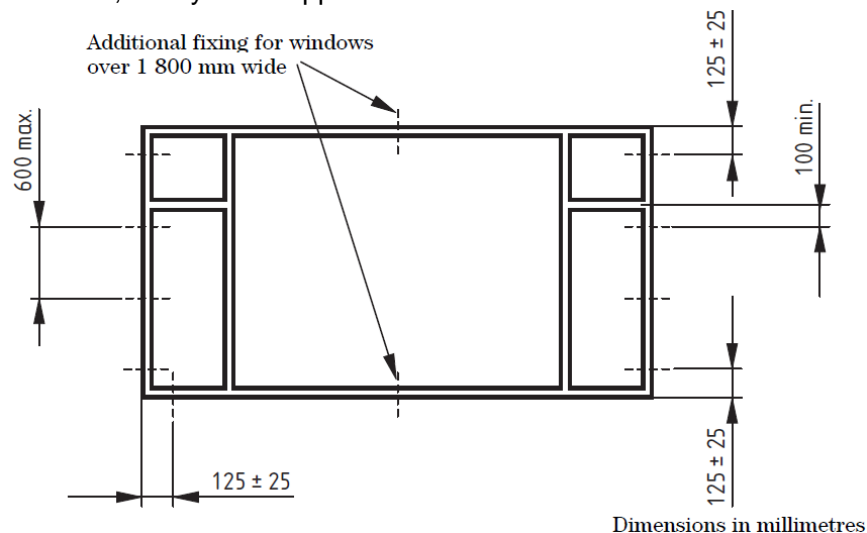 Additional fixing for windows
over 1 800 mm wide
125 ± 25
600 max.
100 min.
125 ± 25
125 ± 25
Dimensions in millimetres